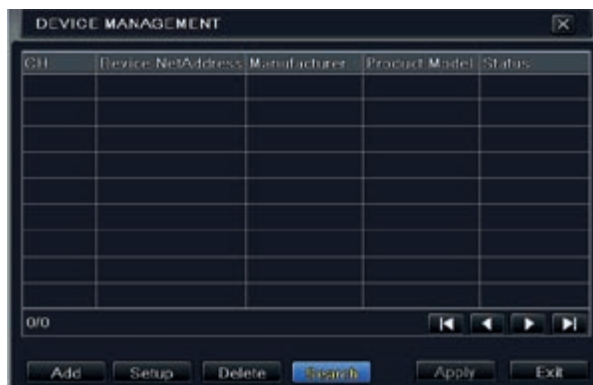 DEVICE MANAGEMENT
CH Device NetAddress Manufacturer Product Model Status
0/0
Add Setup Delete Search Apply Exit